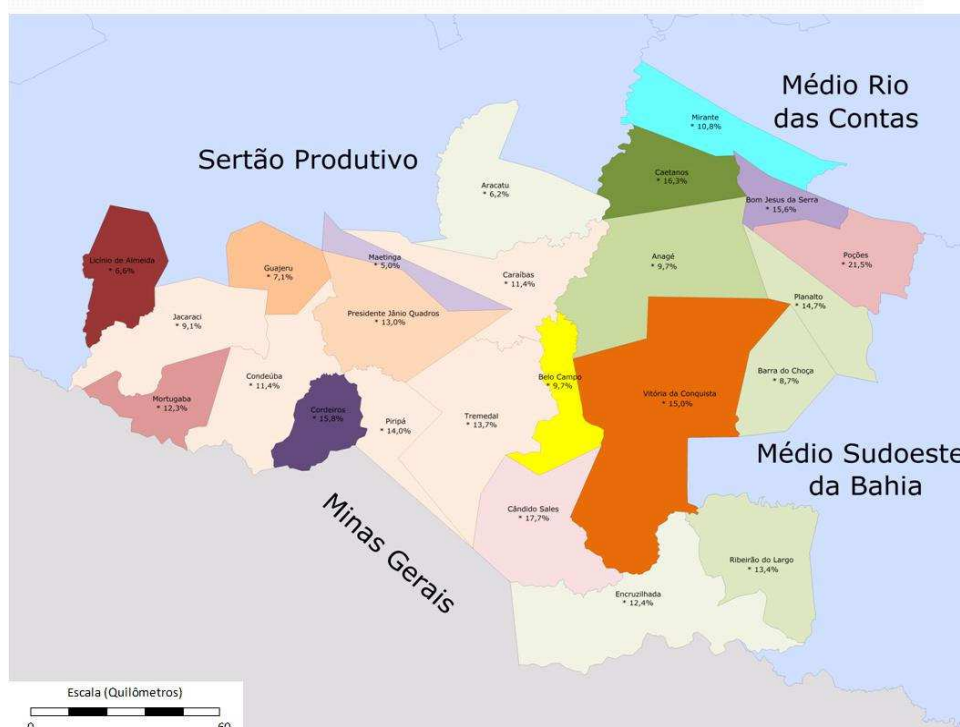 Médio Rio
das Contas
Sertão Produtivo
Mirante
* 10,8%
Caetanos
* 16,3%
Aracatu
* 6,2%
Bom Jesus da Serra
* 15,6%
Licínio de Almeida
* 6,6%
Guajeru
* 7,1%
Maetinga
* 5,0%
Caraíbas
* 11,4%
Anagé
* 9,7%
Poções
* 21,5%
Planalto
* 14,7%
Jacaraci
* 9,1%
Presidente Jânio Quadros
* 13,0%
Condeúba
* 11,4%
Belo Campo
* 9,7%
Barra do Choça
* 8,7%
Mortugaba
* 12,3%
Cordeiros
* 15,8%
Piripá
* 14,0%
Tremedal
* 13,7%
Vitória da Conquista
* 15,0%
Médio Sudoeste
da Bahia
Cândido Sales
* 17,7%
Minas Gerais
Ribeirão do Largo
* 13,4%
Encruzilhada
* 12,4%
Escala (Quilômetros)
0 60